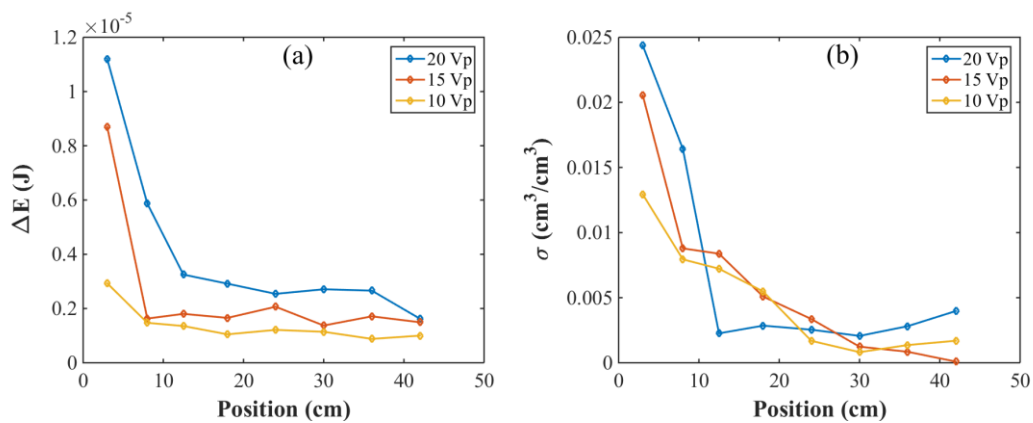 ×10⁻⁵
1.2
1
0.8
0.6
0.4
0.2
0
ΔE (J)
(a)
20 Vp
15 Vp
10 Vp
0 10 20 30 40 50
Position (cm)
0.025
0.02
0.015
0.01
0.005
0
σ (cm³/cm³)
(b)
20 Vp
15 Vp
10 Vp
0 10 20 30 40 50
Position (cm)